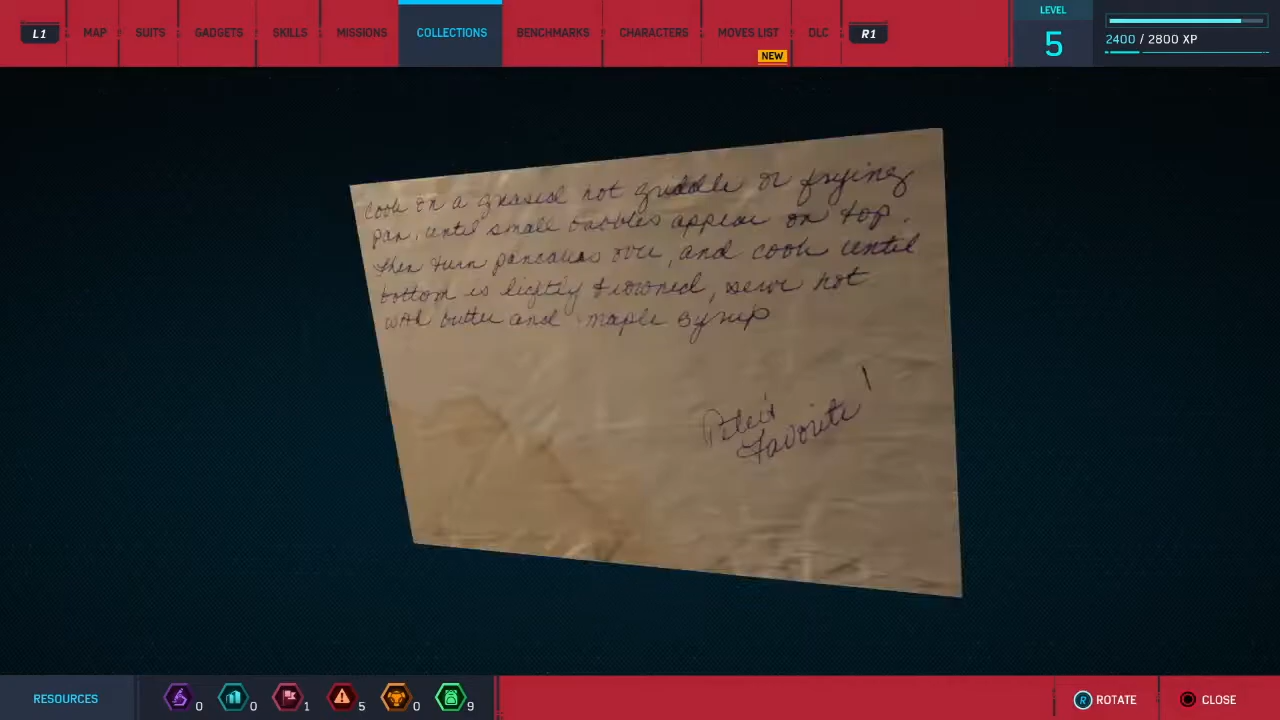 L1 MAP SUITS GADGETS SKILLS MISSIONS COLLECTIONS BENCHMARKS CHARACTERS MOVES LIST DLC R1
NEW
LEVEL
5
2400 / 2800 XP
Cook on a greased hot griddle or frying
pan, until small bubbles appear on top.
then turn pancakes over, and cook until
bottom is lightly browned, serve hot
with butter and maple syrup
Peter's
Favorite!
RESOURCES 0 0 1 5 0 9
R ROTATE CLOSE